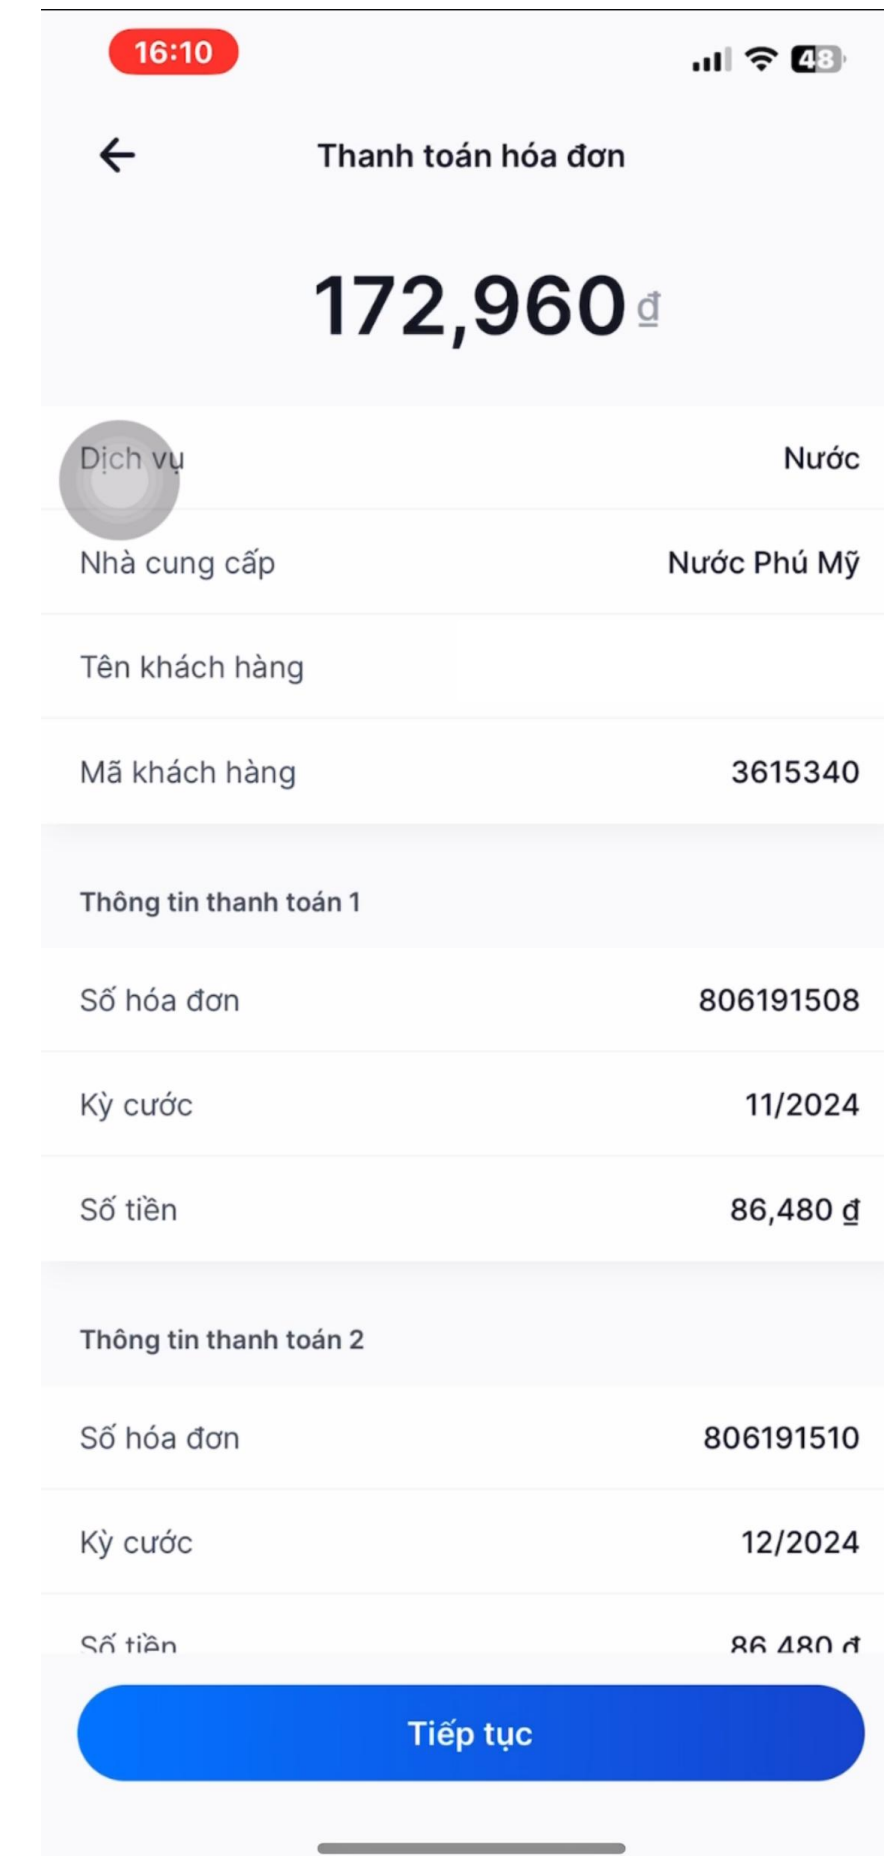 16:10
48
Thanh toán hóa đơn
172,960 đ
Dịch vụ Nước
Nhà cung cấp Nước Phú Mỹ
Tên khách hàng
Mã khách hàng 3615340
Thông tin thanh toán 1
Số hóa đơn 806191508
Kỳ cước 11/2024
Số tiền 86,480 đ
Thông tin thanh toán 2
Số hóa đơn 806191510
Kỳ cước 12/2024
Số tiền 86,480 đ
Tiếp tục